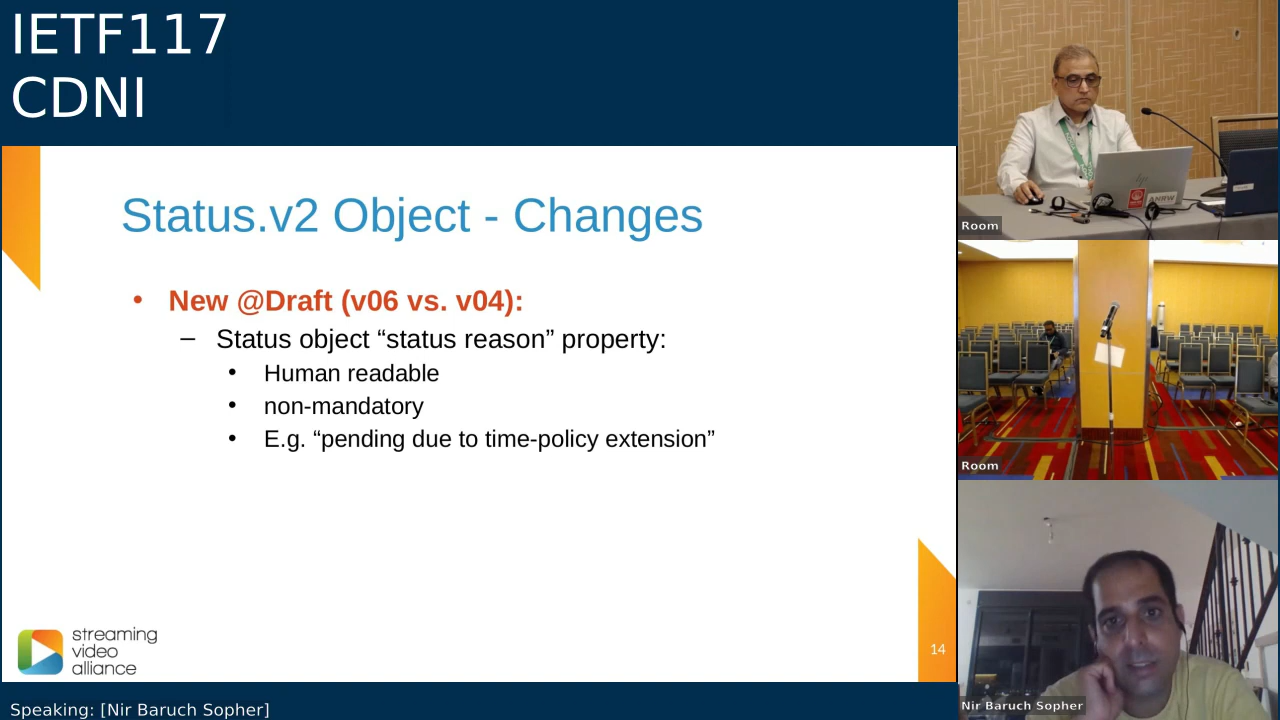 IETF117
CDNI
Status.v2 Object - Changes
• New @Draft (v06 vs. v04):
– Status object “status reason” property:
• Human readable
• non-mandatory
• E.g. “pending due to time-policy extension”
streaming
video
alliance
14
Speaking: [Nir Baruch Sopher]
Room
hp
ANRW
Room
Nir Baruch Sopher